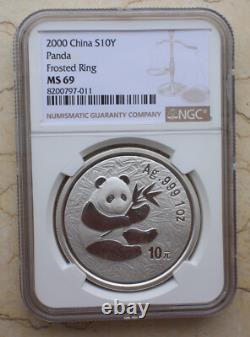 2000 China S10Y
Panda
Frosted Ring
MS 69
8200797-011
NGC
NUMISMATIC GUARANTY COMPANY
Ag .999 1oz
10元